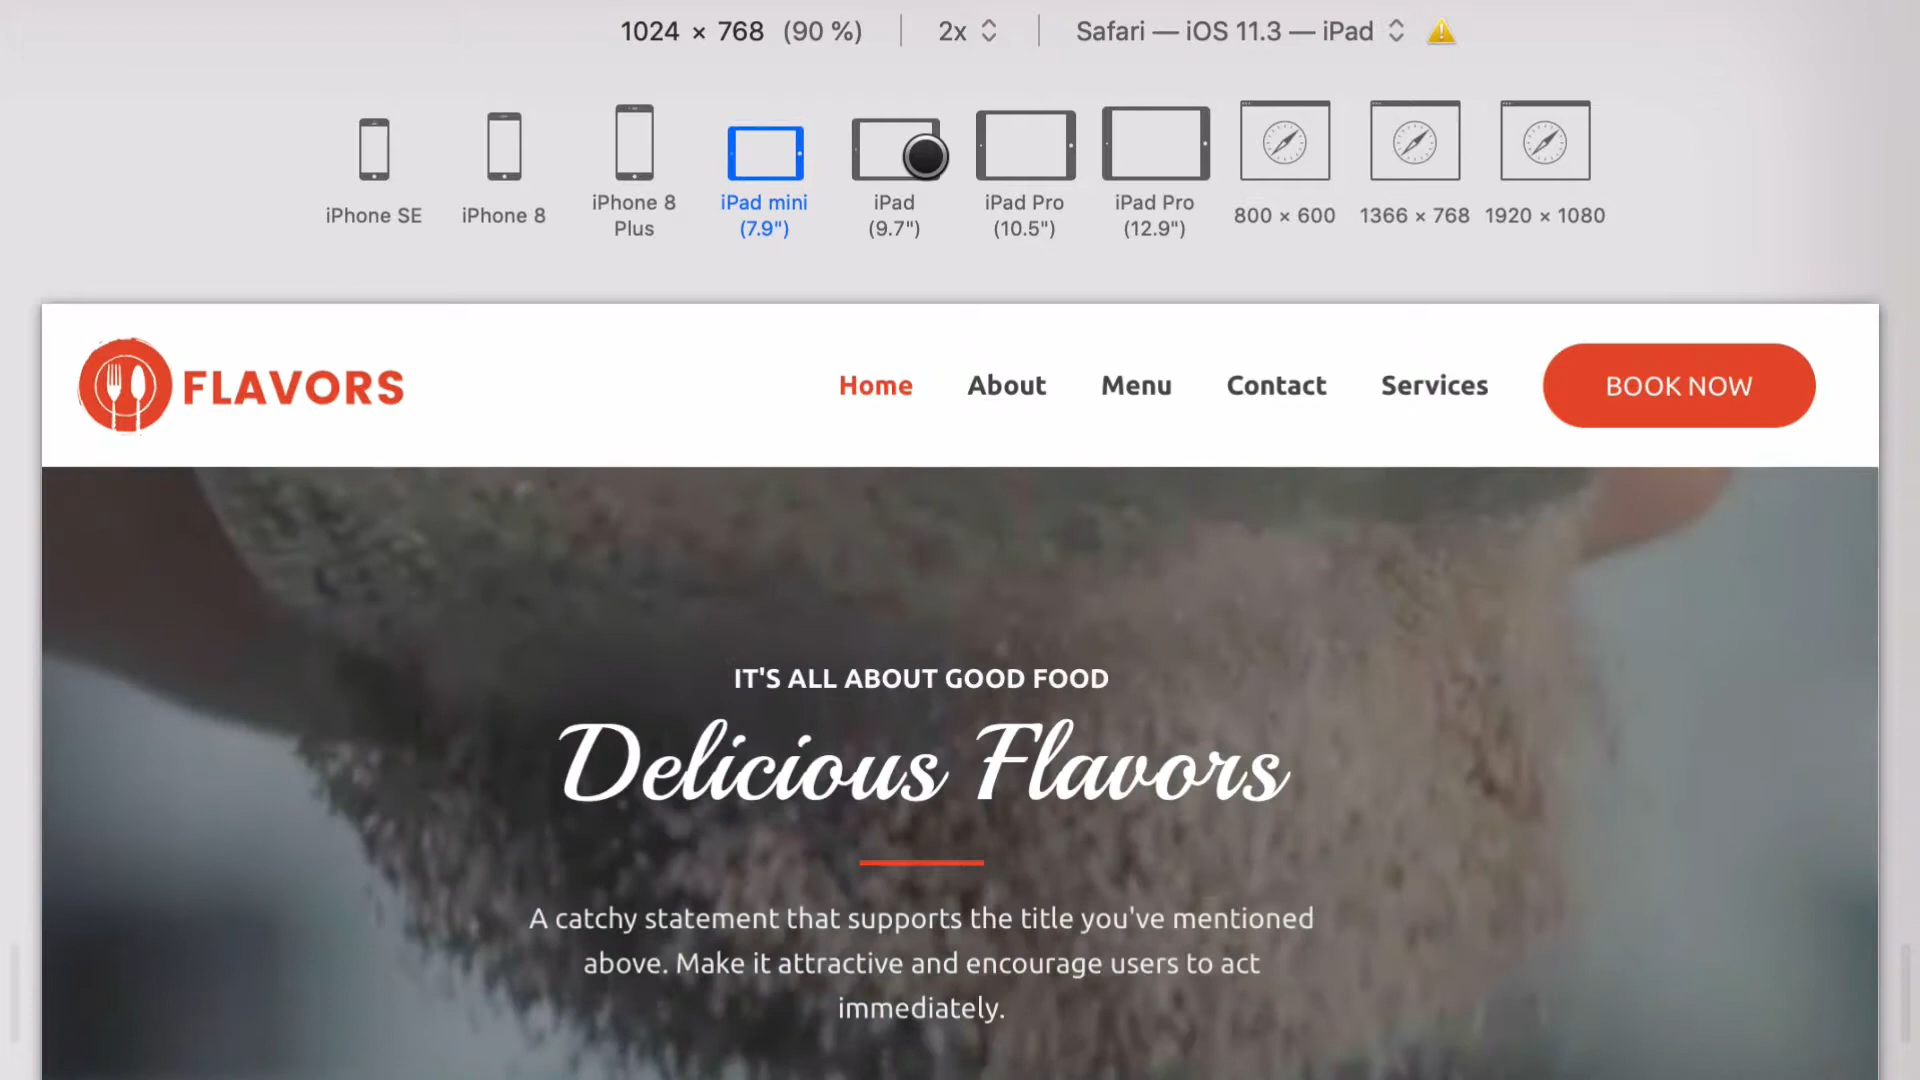 1024 × 768 (90 %)
2x
Safari — iOS 11.3 — iPad
iPhone SE
iPhone 8
iPhone 8
Plus
iPad mini
(7.9")
iPad
(9.7")
iPad Pro
(10.5")
iPad Pro
(12.9")
800 × 600
1366 × 768
1920 × 1080
FLAVORS
Home
About
Menu
Contact
Services
BOOK NOW
IT'S ALL ABOUT GOOD FOOD
Delicious Flavors
A catchy statement that supports the title you've mentioned
above. Make it attractive and encourage users to act
immediately.